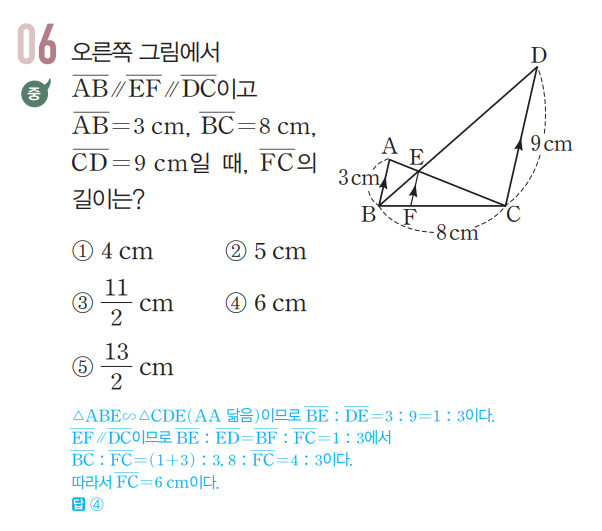 06
중
오른쪽 그림에서
AB∥EF∥DC이고
AB=3 cm, BC=8 cm,
CD=9 cm일 때, FC의
길이는?
① 4 cm ② 5 cm
③ 11/2 cm ④ 6 cm
⑤ 13/2 cm
D
9 cm
A E
3 cm
B F C
8 cm
△ABE∽△CDE(AA 닮음)이므로 BE : DE=3 : 9=1 : 3이다.
EF∥DC이므로 BE : ED=BF : FC=1 : 3에서
BC : FC=(1+3) : 3, 8 : FC=4 : 3이다.
따라서 FC=6 cm이다.
답 ④